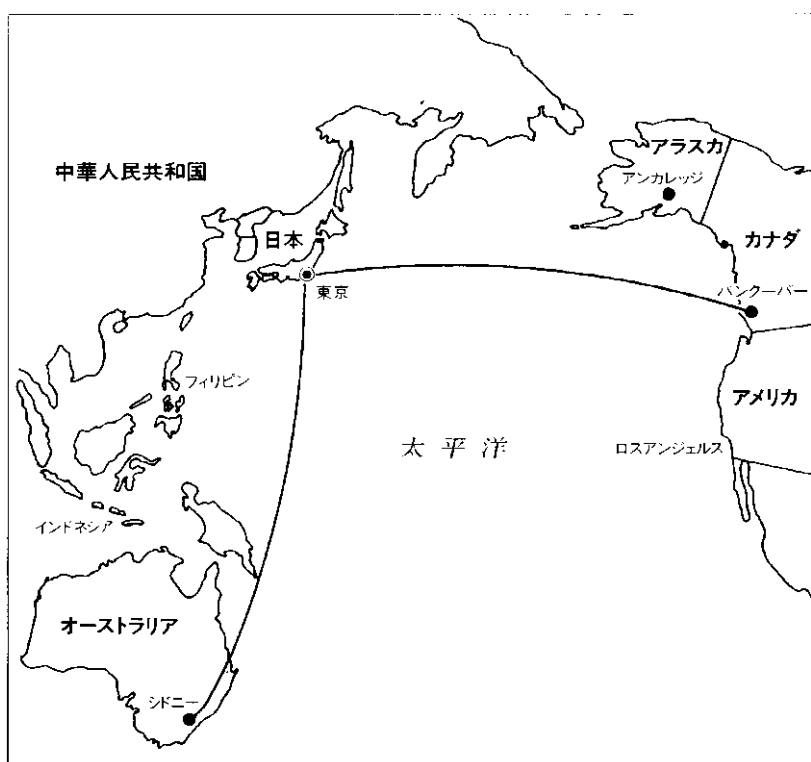 アラスカ
アンカレッジ
中華人民共和国
カナダ
日本
東京
バンクーバー
フィリピン
アメリカ
太平洋
ロスアンジェルス
インドネシア
オーストラリア
シドニー